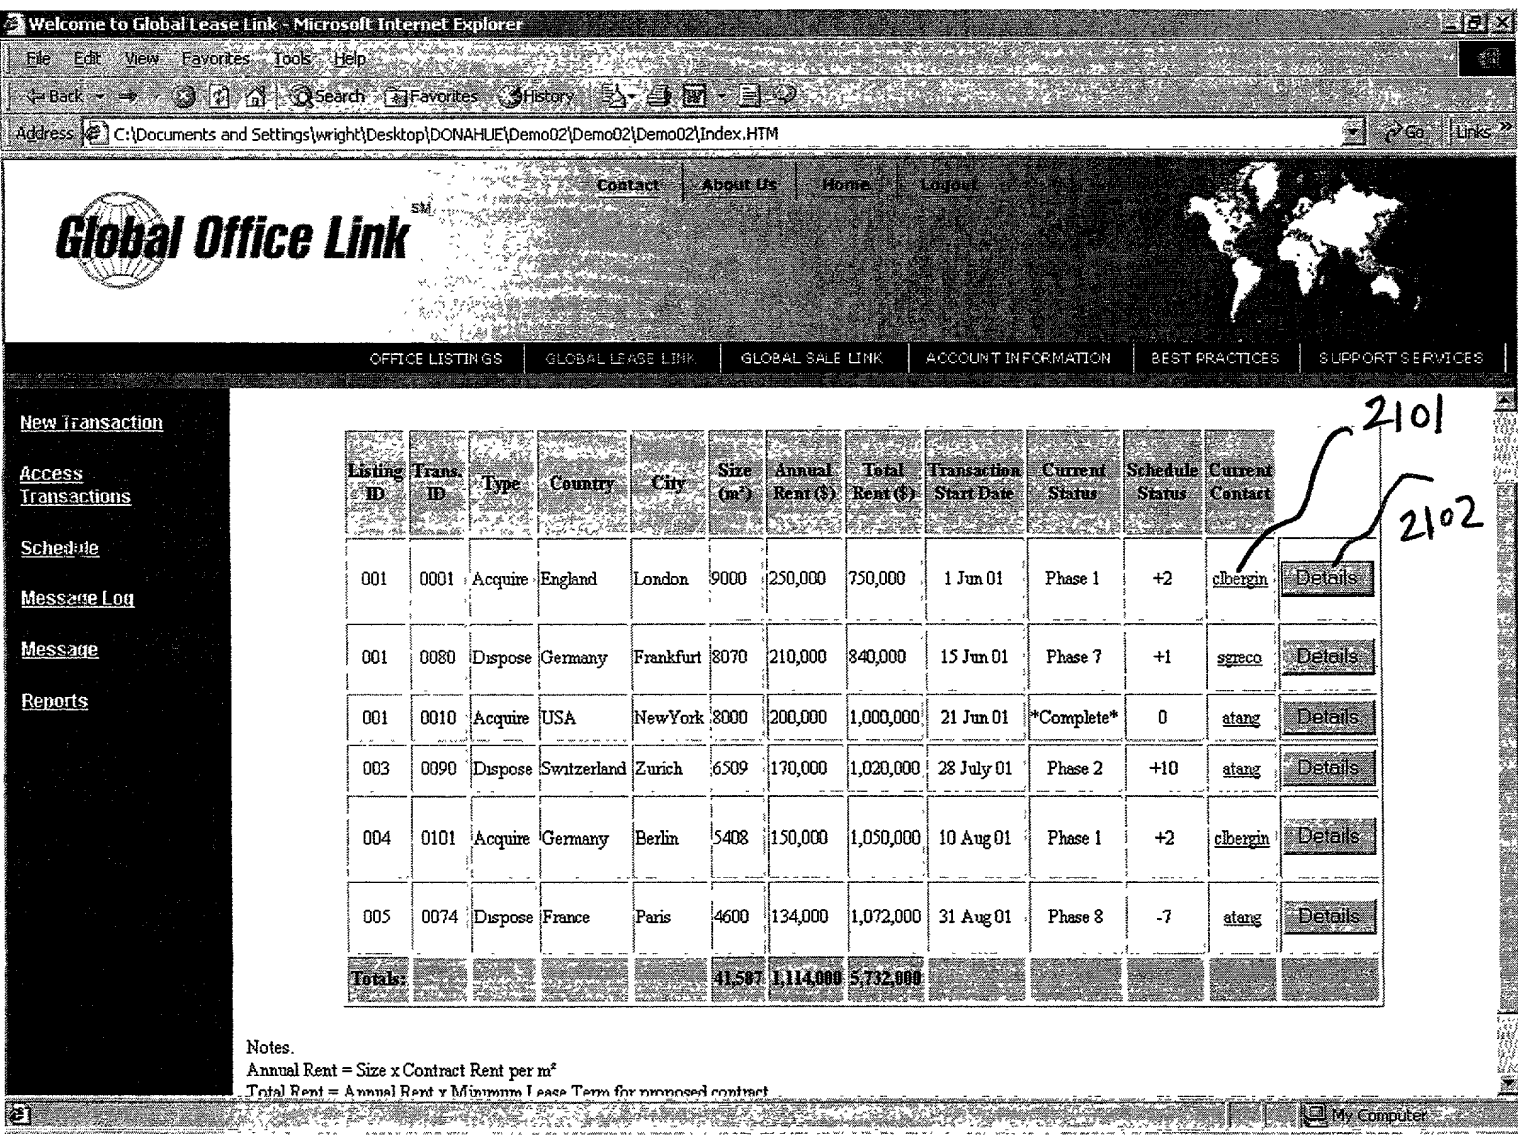 Welcome to Global Lease Link - Microsoft Internet Explorer
File Edit View Favorites Tools Help
Back Search Favorites History
Address C:\Documents and Settings\wright\Desktop\DONAHUE\Demo02\Demo02\Demo02\Index.HTM Go Links »
Contact About Us Home Logout
Global Office Link SM
OFFICE LISTINGS GLOBAL LEASE LINK GLOBAL SALE LINK ACCOUNT INFORMATION BEST PRACTICES SUPPORT SERVICES
New Transaction
Access
Transactions
Schedule
Message Log
Message
Reports
2101
2102
Listing ID Trans. ID Type Country City Size (m²) Annual Rent ($) Total Rent ($) Transaction Start Date Current Status Schedule Status Current Contact
001 0001 Acquire England London 9000 250,000 750,000 1 Jun 01 Phase 1 +2 clbergin Details
001 0080 Dispose Germany Frankfurt 8070 210,000 840,000 15 Jun 01 Phase 7 +1 sgreco Details
001 0010 Acquire USA NewYork 8000 200,000 1,000,000 21 Jun 01 *Complete* 0 atang Details
003 0090 Dispose Switzerland Zurich 6509 170,000 1,020,000 28 July 01 Phase 2 +10 atang Details
004 0101 Acquire Germany Berlin 5408 150,000 1,050,000 10 Aug 01 Phase 1 +2 clbergin Details
005 0074 Dispose France Paris 4600 134,000 1,072,000 31 Aug 01 Phase 8 -7 atang Details
Totals: 41,587 1,114,000 5,732,000
Notes.
Annual Rent = Size x Contract Rent per m²
Total Rent = Annual Rent x Minimum Lease Term for proposed contract
My Computer